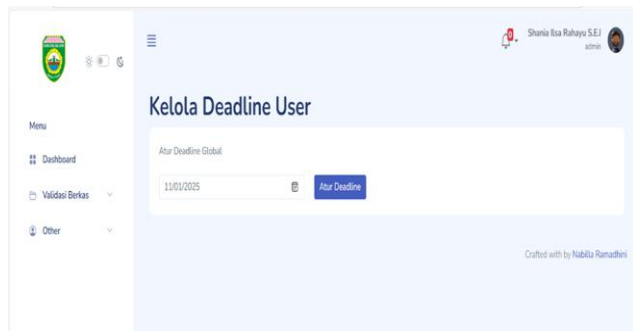 0
Shania Ilsa Rahayu S.E.I
admin
Kelola Deadline User
Menu
Atur Deadline Global
Dashboard
11/01/2025
Atur Deadline
Validasi Berkas
Other
Crafted with by Nabilla Ramadhini